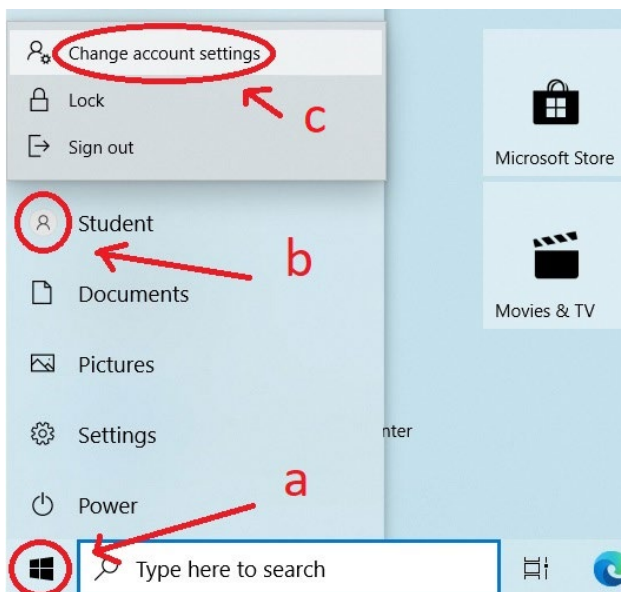 Change account settings
Lock
c
Sign out
Microsoft Store
Student
b
Documents
Movies & TV
Pictures
Settings
nter
a
Power
Type here to search